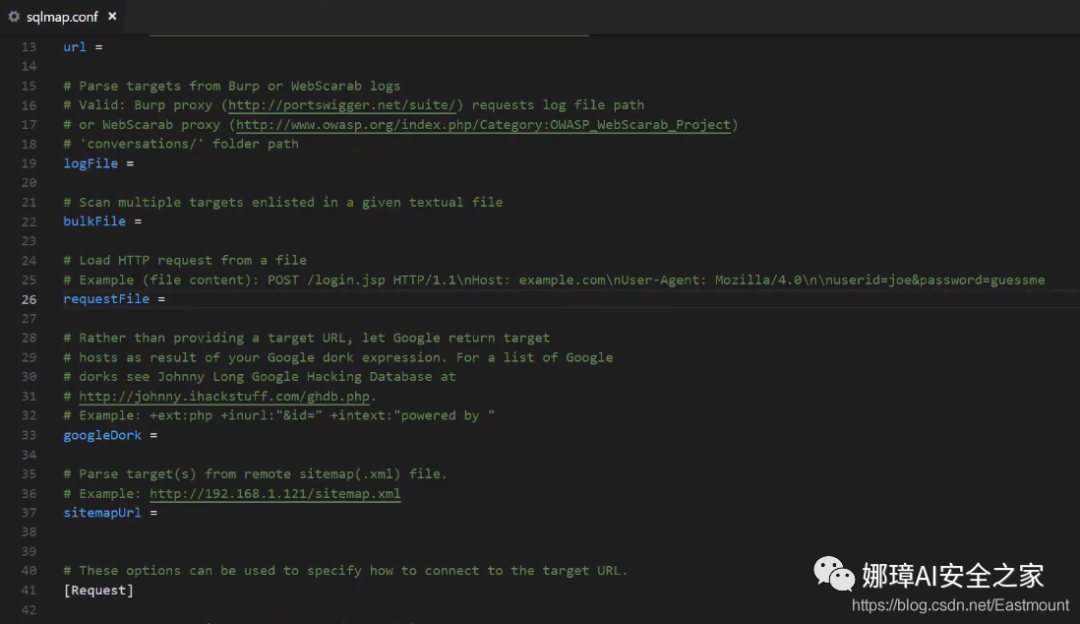 sqlmap.conf ×
13 url =
14
15 # Parse targets from Burp or WebScarab logs
16 # Valid: Burp proxy (http://portswigger.net/suite/) requests log file path
17 # or WebScarab proxy (http://www.owasp.org/index.php/Category:OWASP_WebScarab_Project)
18 # 'conversations/' folder path
19 logFile =
20
21 # Scan multiple targets enlisted in a given textual file
22 bulkFile =
23
24 # Load HTTP request from a file
25 # Example (file content): POST /login.jsp HTTP/1.1\nHost: example.com\nUser-Agent: Mozilla/4.0\n\nuserid=joe&password=guessme
26 requestFile =
27
28 # Rather than providing a target URL, let Google return target
29 # hosts as result of your Google dork expression. For a list of Google
30 # dorks see Johnny Long Google Hacking Database at
31 # http://johnny.ihackstuff.com/ghdb.php.
32 # Example: +ext:php +inurl:"&id=" +intext:"powered by "
33 googleDork =
34
35 # Parse target(s) from remote sitemap(.xml) file.
36 # Example: http://192.168.1.121/sitemap.xml
37 sitemapUrl =
38
39
40 # These options can be used to specify how to connect to the target URL.
41 [Request]
42
娜璋AI安全之家
https://blog.csdn.net/Eastmount